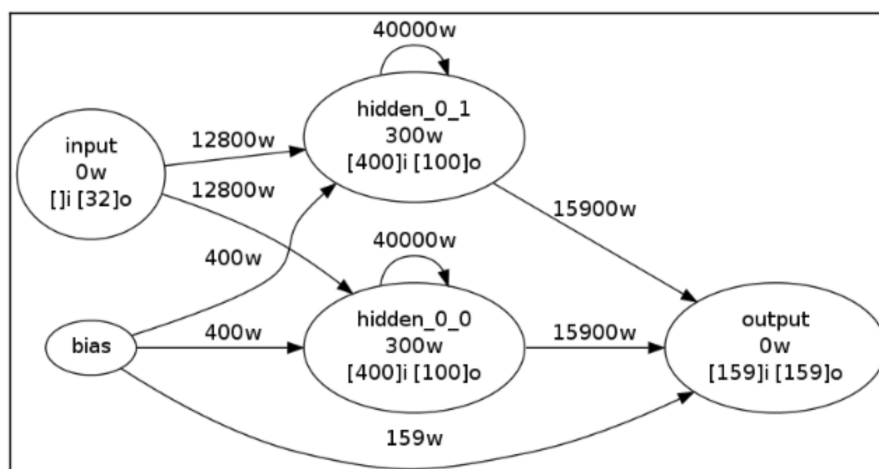 40000w
hidden_0_1
300w
[400]i [100]o
input
0w
[]i [32]o
12800w
12800w
400w
15900w
40000w
hidden_0_0
300w
[400]i [100]o
bias
400w
15900w
output
0w
[159]i [159]o
159w